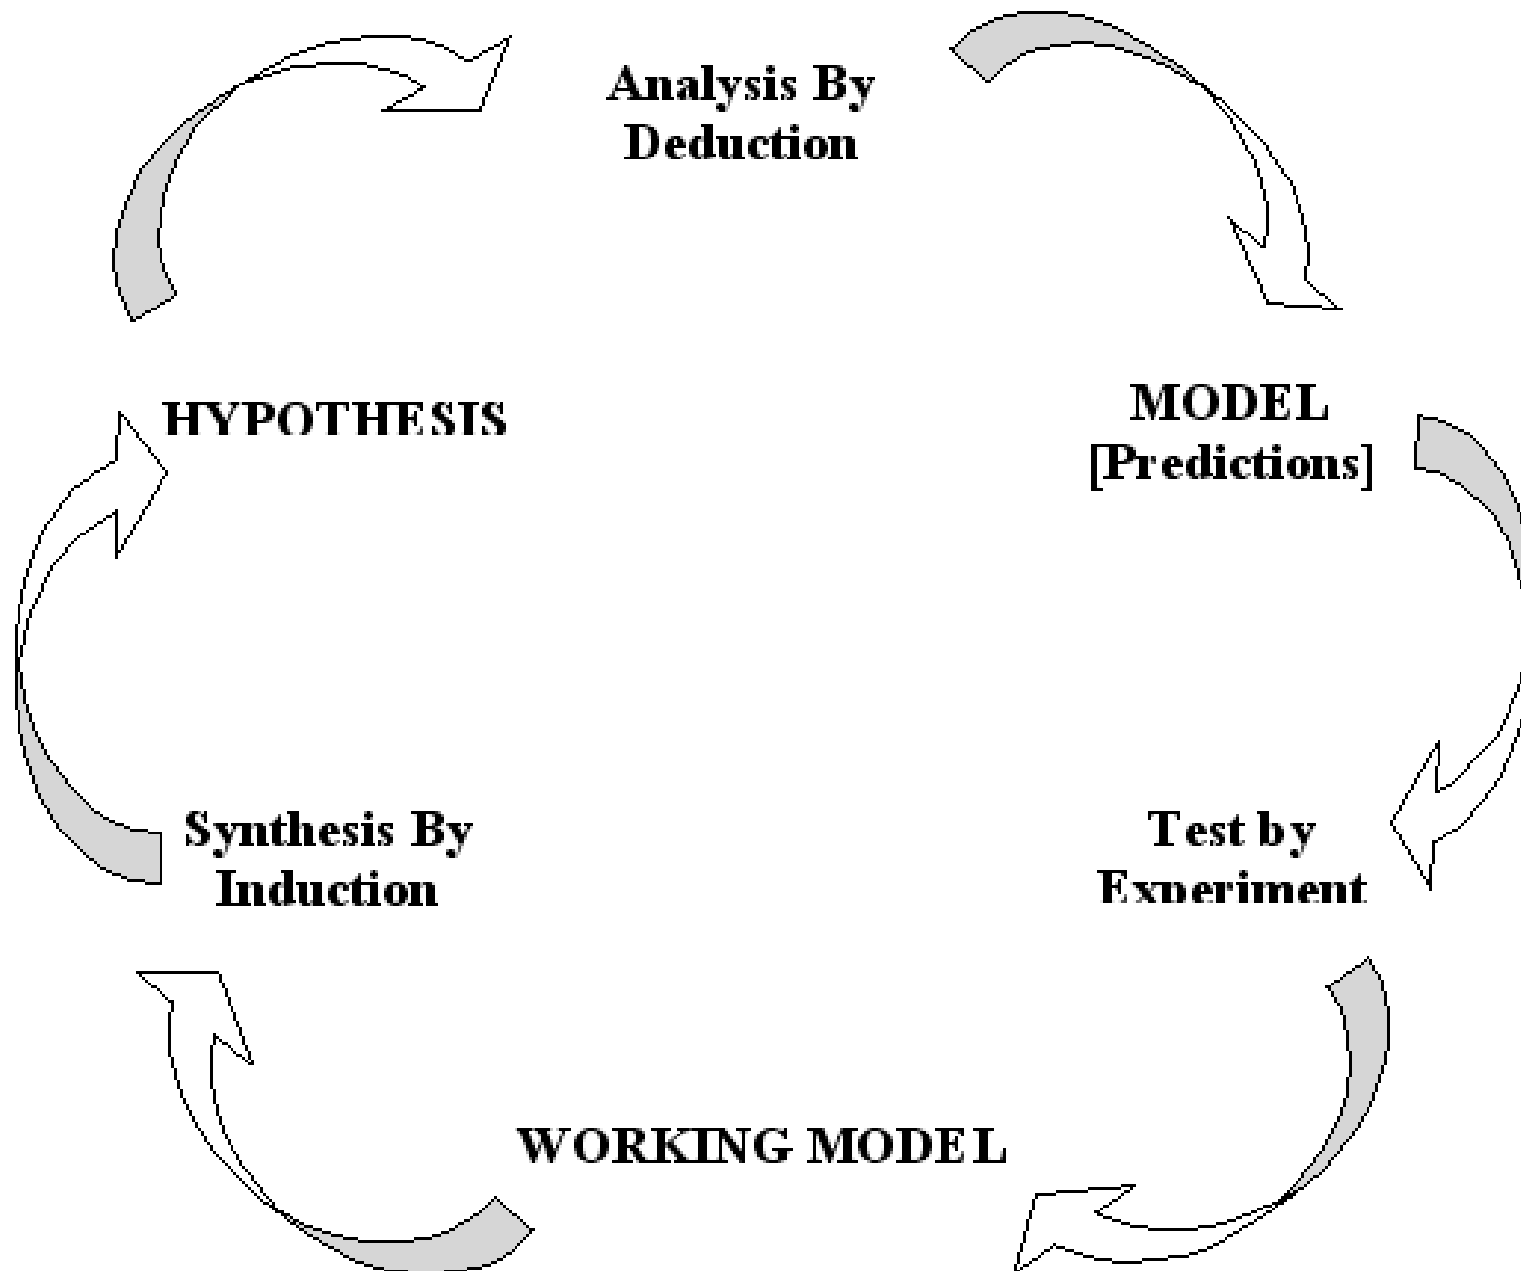 Analysis By
Deduction
HYPOTHESIS
MODEL
[Predictions]
Synthesis By
Induction
Test by
Experiment
WORKING MODEL